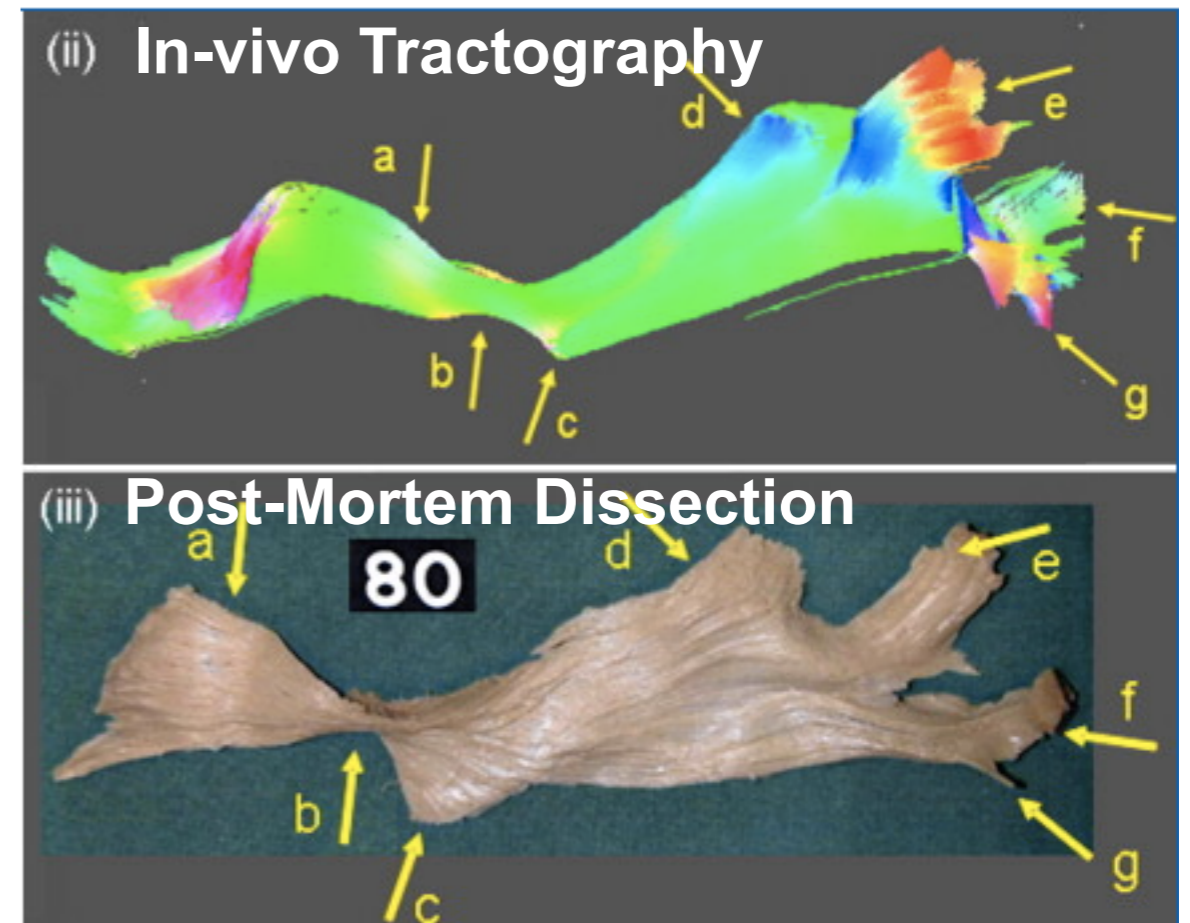 (ii) In-vivo Tractography
d
e
a
f
b
g
c
(iii) Post-Mortem Dissection
a
d
e
80
f
b
g
c